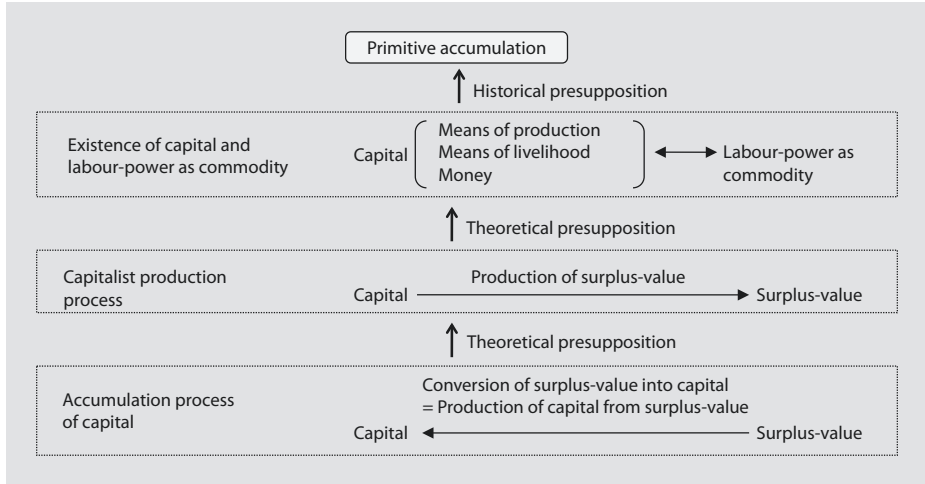 Primitive accumulation
Historical presupposition
Existence of capital and
labour-power as commodity
Capital
Means of production
Means of livelihood
Money
Labour-power as
commodity
Theoretical presupposition
Capitalist production
process
Production of surplus-value
Capital
Surplus-value
Theoretical presupposition
Accumulation process
of capital
Conversion of surplus-value into capital
= Production of capital from surplus-value
Capital
Surplus-value